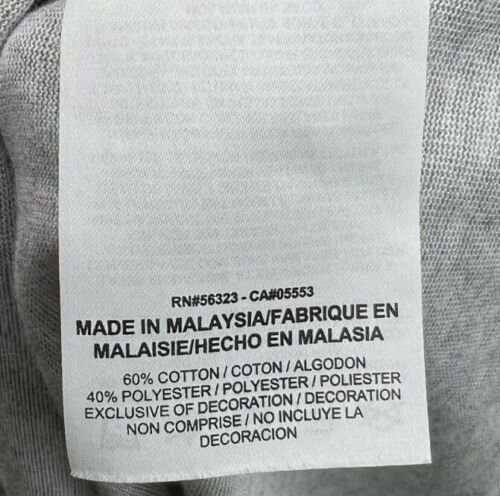 RN#56323 - CA#05553
MADE IN MALAYSIA/FABRIQUE EN
MALAISIE/HECHO EN MALASIA
60% COTTON / COTON / ALGODON
40% POLYESTER / POLYESTER / POLIESTER
EXCLUSIVE OF DECORATION / DECORATION
NON COMPRISE / NO INCLUYE LA
DECORACION